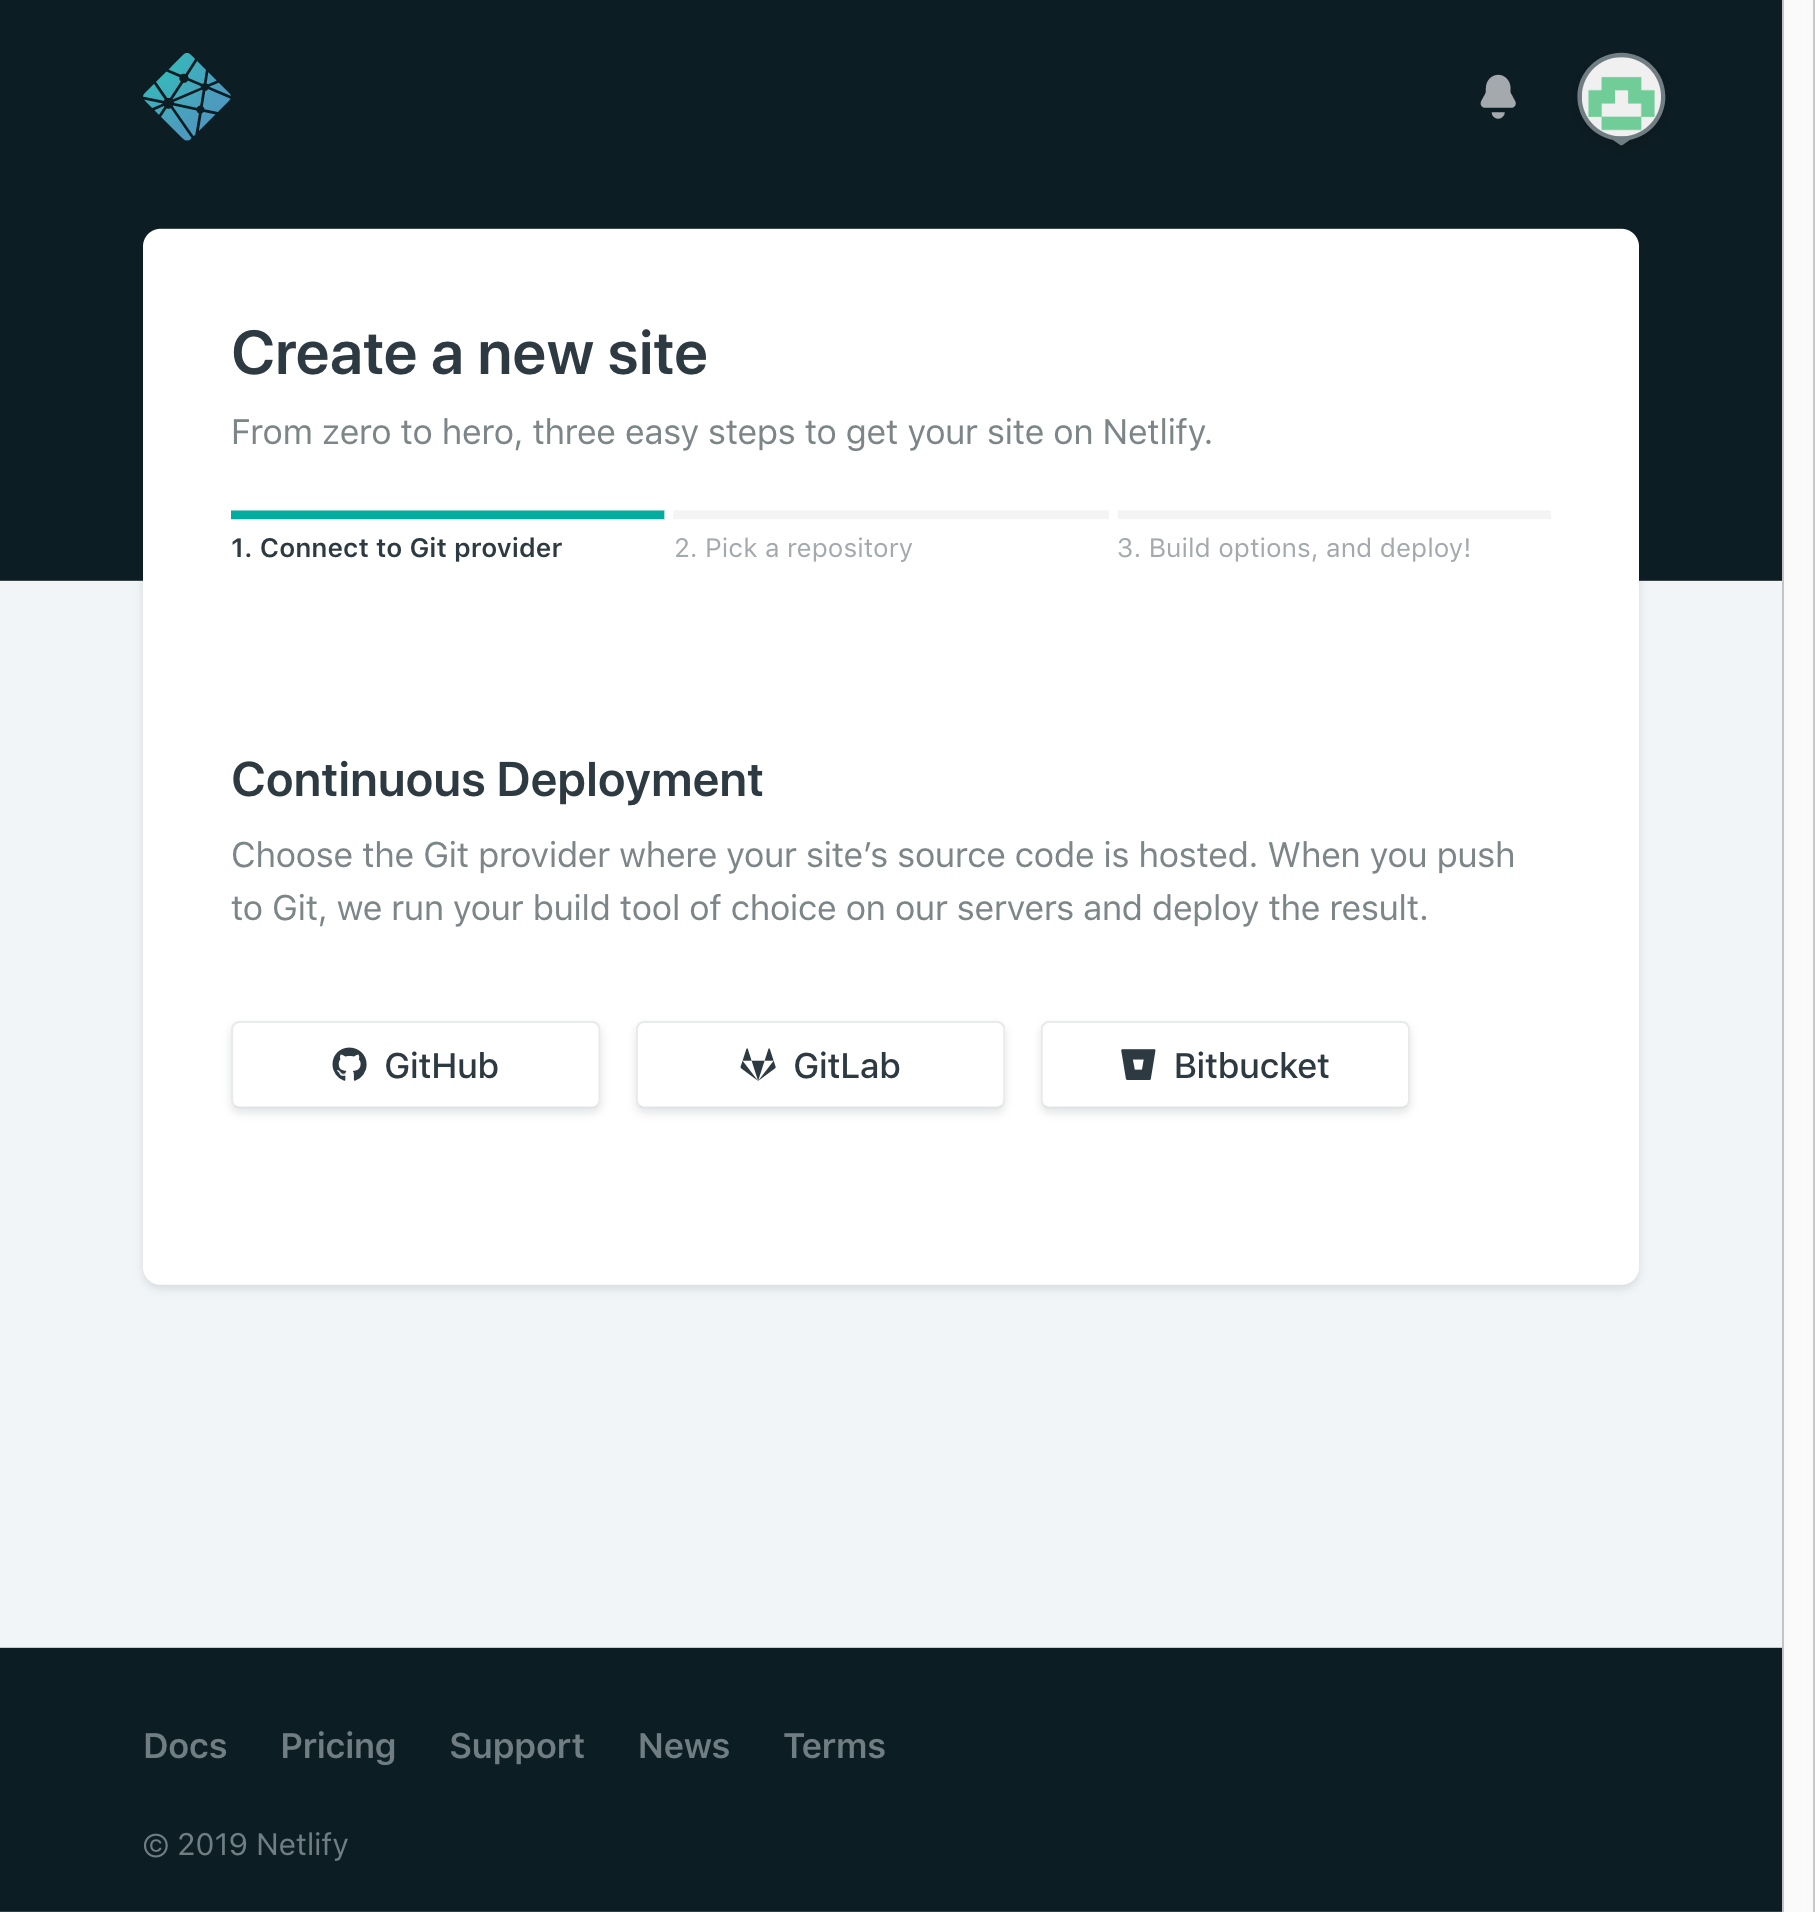 Create a new site
From zero to hero, three easy steps to get your site on Netlify.
1. Connect to Git provider
2. Pick a repository
3. Build options, and deploy!
Continuous Deployment
Choose the Git provider where your site’s source code is hosted. When you push
to Git, we run your build tool of choice on our servers and deploy the result.
GitHub
GitLab
Bitbucket
Docs Pricing Support News Terms
© 2019 Netlify